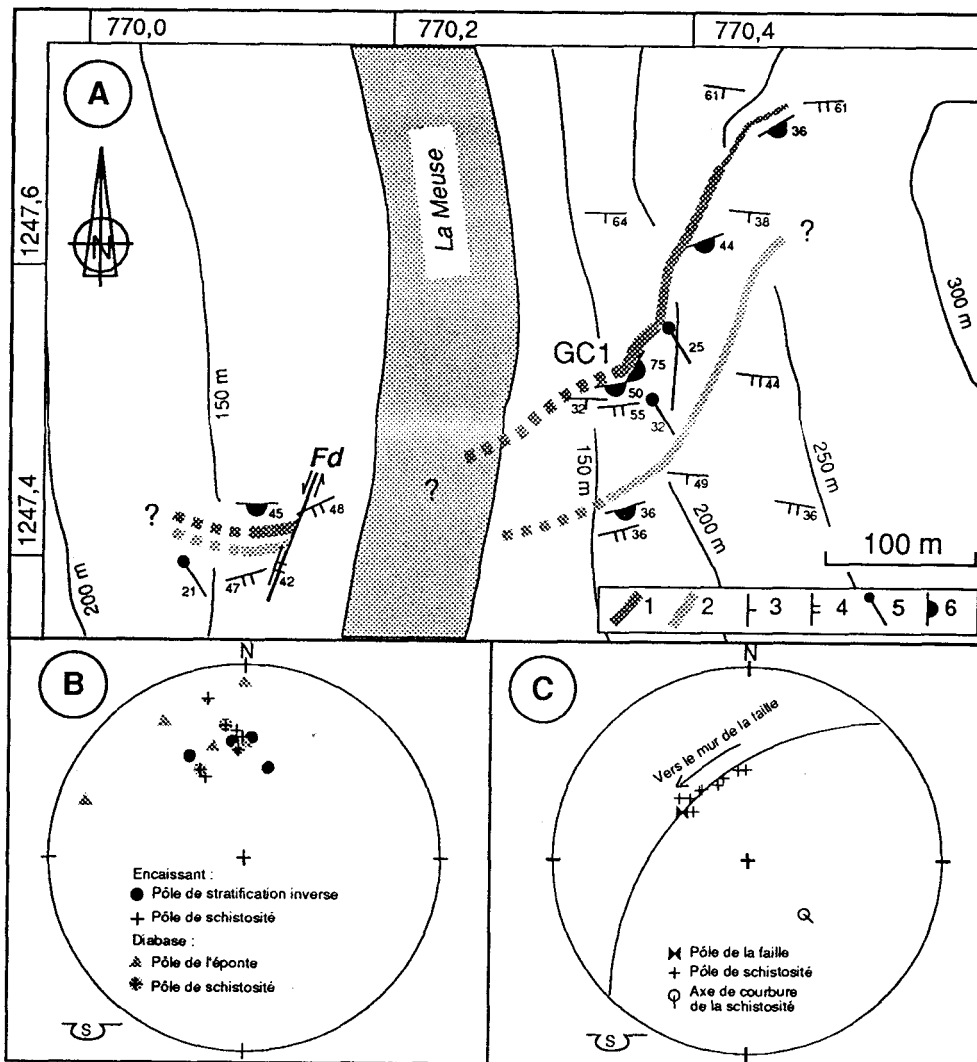 770,0
770,2
770,4
A
N
1247,6
1247,4
La Meuse
61
61
36
64
38
?
44
300 m
GC1
25
75
50
150 m
32
55
32
44
?
150 m
250 m
Fd
49
?
45
48
36
36
36
200 m
100 m
200 m
21
47
42
1 2 3 4 5 6
B
N
Encaissant :
Pôle de stratification inverse
Pôle de schistosité
Diabase :
Pôle de l'éponte
Pôle de schistosité
S
C
N
Vers le mur de la faille
Pôle de la faille
Pôle de schistosité
Axe de courbure
de la schistosité
S